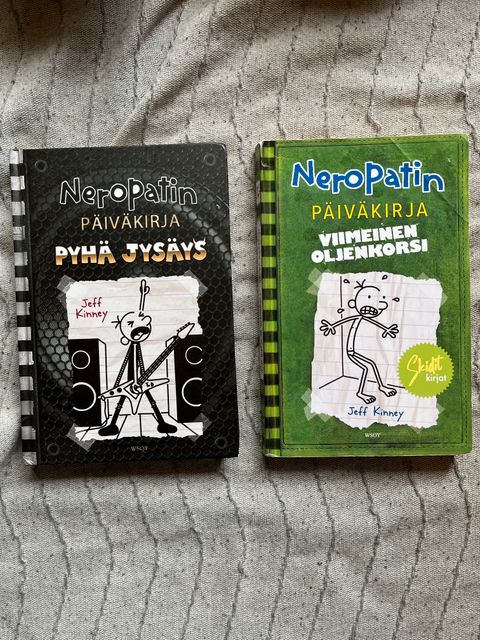 NeroPatin
PÄIVÄKIRJA
PYHÄ JYSÄYS
Jeff
Kinney
WSOY
NeroPatin
PÄIVÄKIRJA
VIIMEINEN
OLJENKORSI
Skidit
kirjat
Jeff Kinney
WSOY